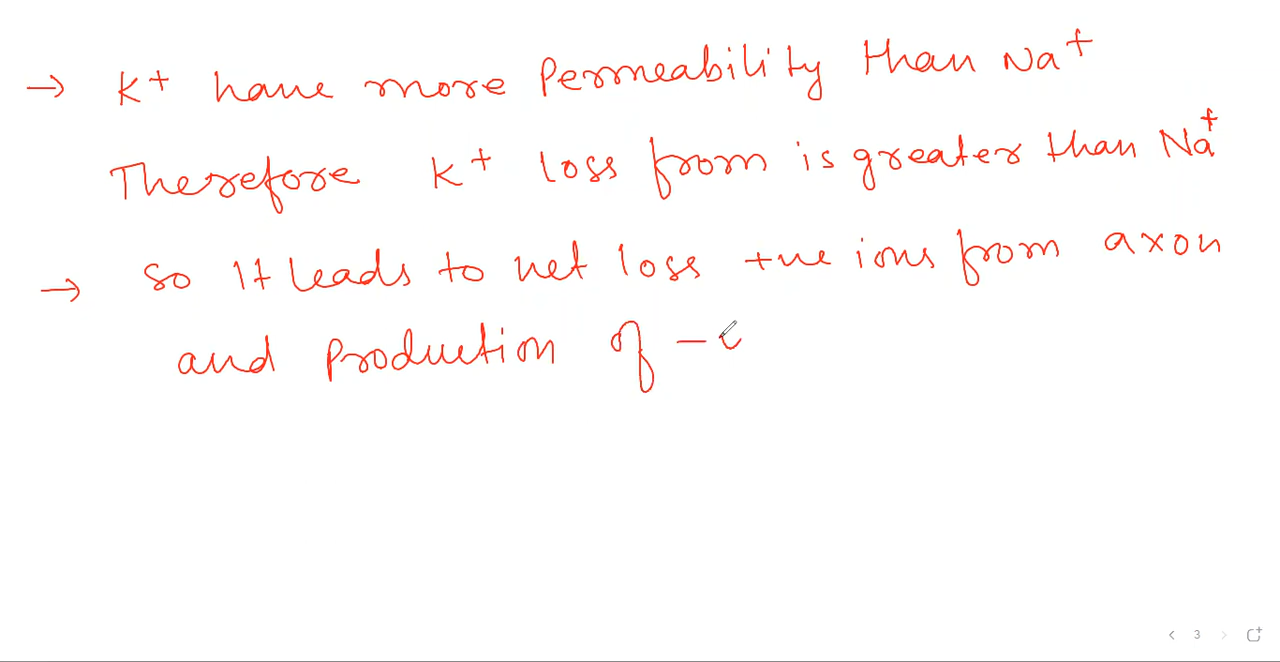 → K+ have more Permeability than Na+
Therefore K+ loss from is greater than Na+
→ so It leads to net loss +ve ions from axon
and Production of -
3